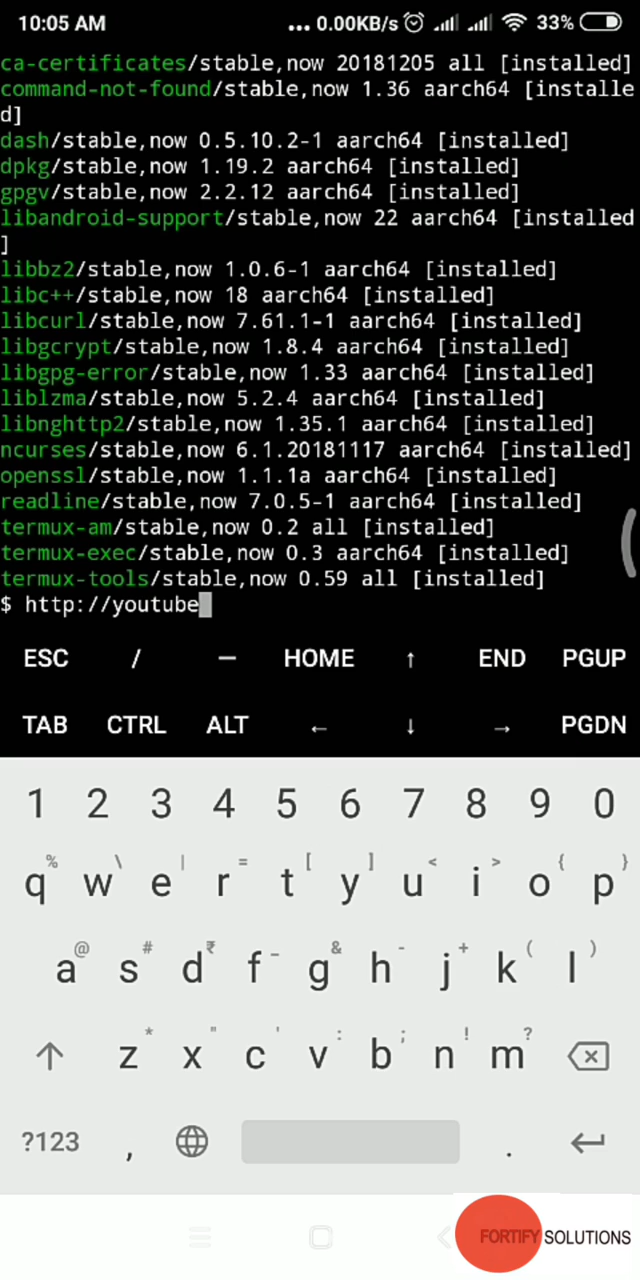 10:05 AM ... 0.00KB/s 33%
ca-certificates/stable,now 20181205 all [installed]
command-not-found/stable,now 1.36 aarch64 [installe
d]
dash/stable,now 0.5.10.2-1 aarch64 [installed]
dpkg/stable,now 1.19.2 aarch64 [installed]
gpgv/stable,now 2.2.12 aarch64 [installed]
libandroid-support/stable,now 22 aarch64 [installed
]
libbz2/stable,now 1.0.6-1 aarch64 [installed]
libc++/stable,now 18 aarch64 [installed]
libcurl/stable,now 7.61.1-1 aarch64 [installed]
libgcrypt/stable,now 1.8.4 aarch64 [installed]
libgpg-error/stable,now 1.33 aarch64 [installed]
liblzma/stable,now 5.2.4 aarch64 [installed]
libnghttp2/stable,now 1.35.1 aarch64 [installed]
ncurses/stable,now 6.1.20181117 aarch64 [installed]
openssl/stable,now 1.1.1a aarch64 [installed]
readline/stable,now 7.0.5-1 aarch64 [installed]
termux-am/stable,now 0.2 all [installed]
termux-exec/stable,now 0.3 aarch64 [installed]
termux-tools/stable,now 0.59 all [installed]
$ http://youtube
ESC / — HOME ↑ END PGUP
TAB CTRL ALT ← ↓ → PGDN
1 2 3 4 5 6 7 8 9 0
% \ | = [ ] < > { }
q w e r t y u i o p
@ # ₹ _ & - + ( )
a s d f g h j k l
* " ' : ; ! ?
z x c v b n m
?123 , .
FORTIFY SOLUTIONS